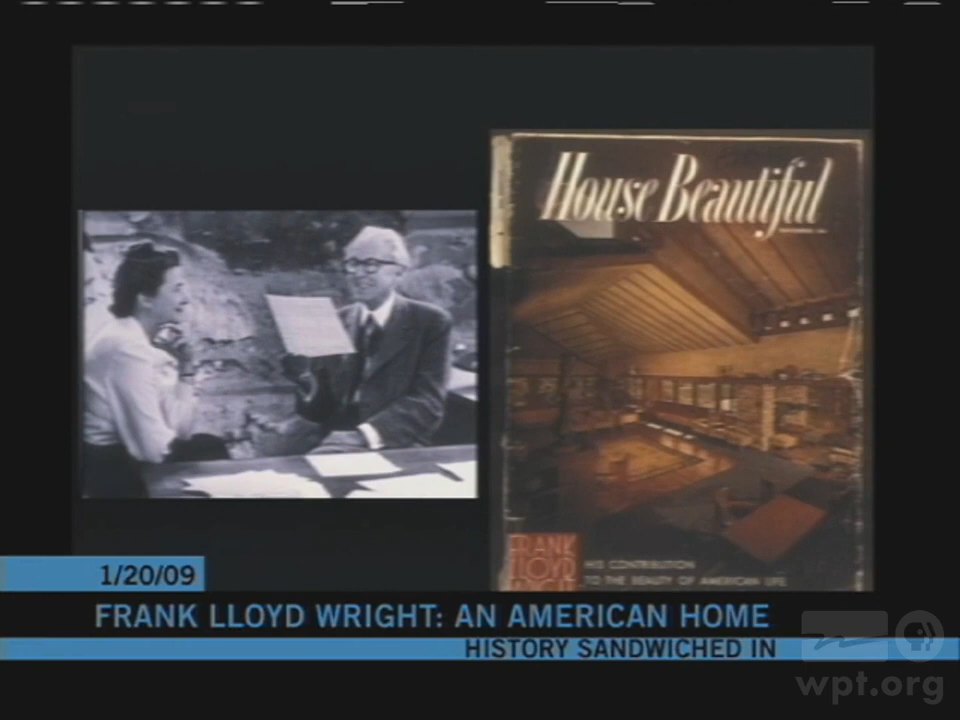 House Beautiful
FRANK
LLOYD
HIS CONTRIBUTION
TO THE BEAUTY OF AMERICAN LIFE
1/20/09
FRANK LLOYD WRIGHT: AN AMERICAN HOME
HISTORY SANDWICHED IN
PBS
wpt.org